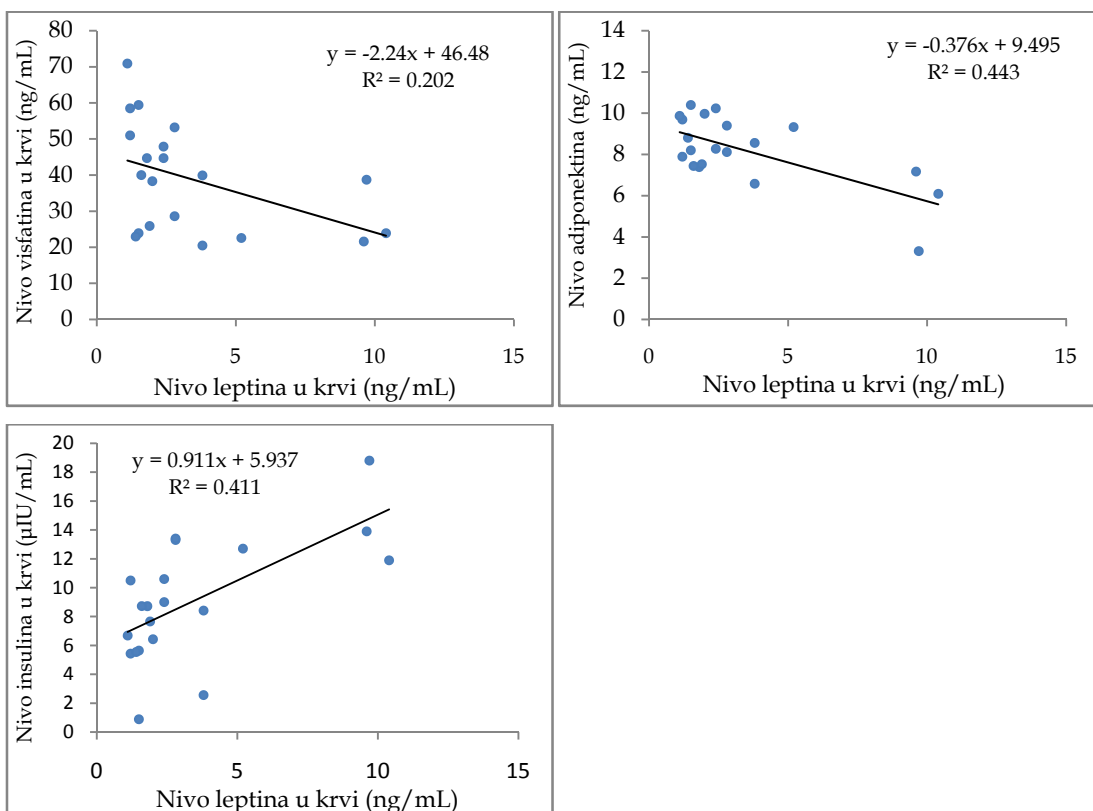 Nivo visfatina u krvi (ng/mL)
80
70
60
50
40
30
20
10
0
y = -2.24x + 46.48
R² = 0.202
0 5 10 15
Nivo leptina u krvi (ng/mL)
Nivo adiponektina (ng/mL)
14
12
10
8
6
4
2
0
y = -0.376x + 9.495
R² = 0.443
0 5 10 15
Nivo leptina u krvi (ng/mL)
Nivo insulina u krvi (µIU/mL)
20
18
16
14
12
10
8
6
4
2
0
y = 0.911x + 5.937
R² = 0.411
0 5 10 15
Nivo leptina u krvi (ng/mL)